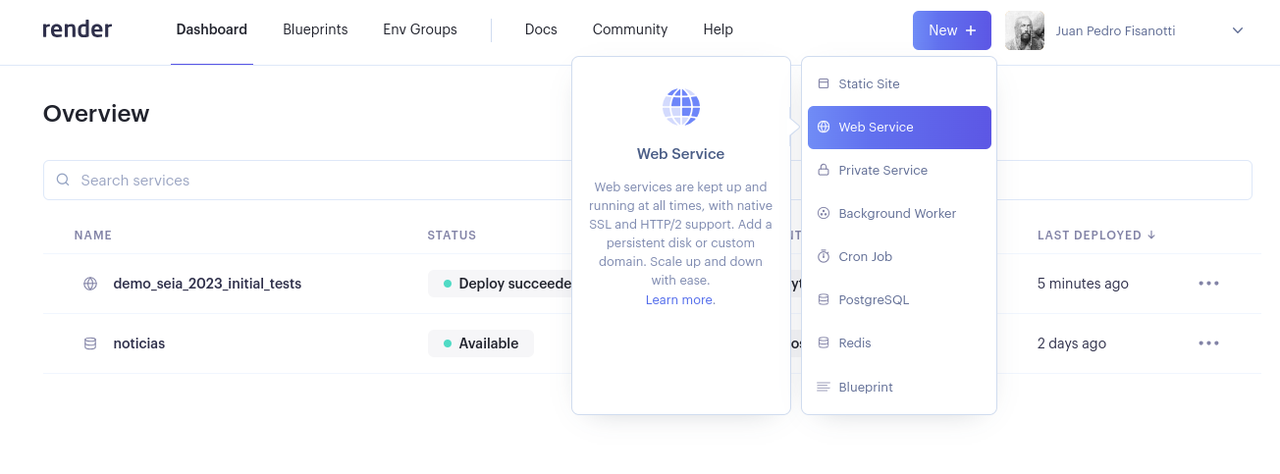 render
Dashboard
Blueprints
Env Groups
Docs
Community
Help
New +
Juan Pedro Fisanotti
Overview
Search services
Web Service
Web services are kept up and
running at all times, with native
SSL and HTTP/2 support. Add a
persistent disk or custom
domain. Scale up and down
with ease.
Learn more.
Static Site
Web Service
Private Service
Background Worker
Cron Job
PostgreSQL
Redis
Blueprint
NAME
STATUS
LAST DEPLOYED ↓
demo_seia_2023_initial_tests
Deploy succeede
5 minutes ago
noticias
Available
2 days ago